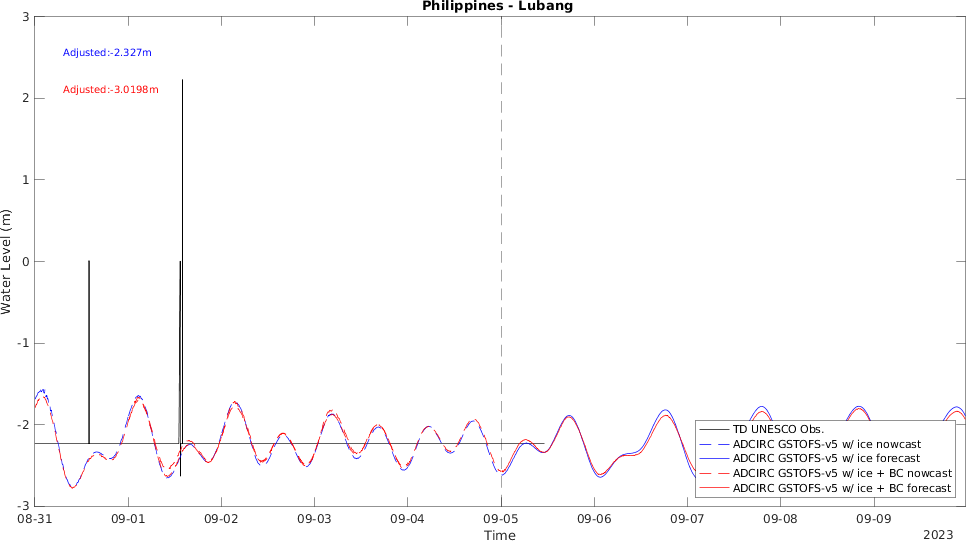 Philippines - Lubang
Adjusted:-2.327m
Adjusted:-3.0198m
Water Level (m)
3
2
1
0
-1
-2
-3
08-31
09-01
09-02
09-03
09-04
09-05
09-06
09-07
09-08
09-09
Time
2023
TD UNESCO Obs.
ADCIRC GSTOFS-v5 w/ ice nowcast
ADCIRC GSTOFS-v5 w/ ice forecast
ADCIRC GSTOFS-v5 w/ ice + BC nowcast
ADCIRC GSTOFS-v5 w/ ice + BC forecast